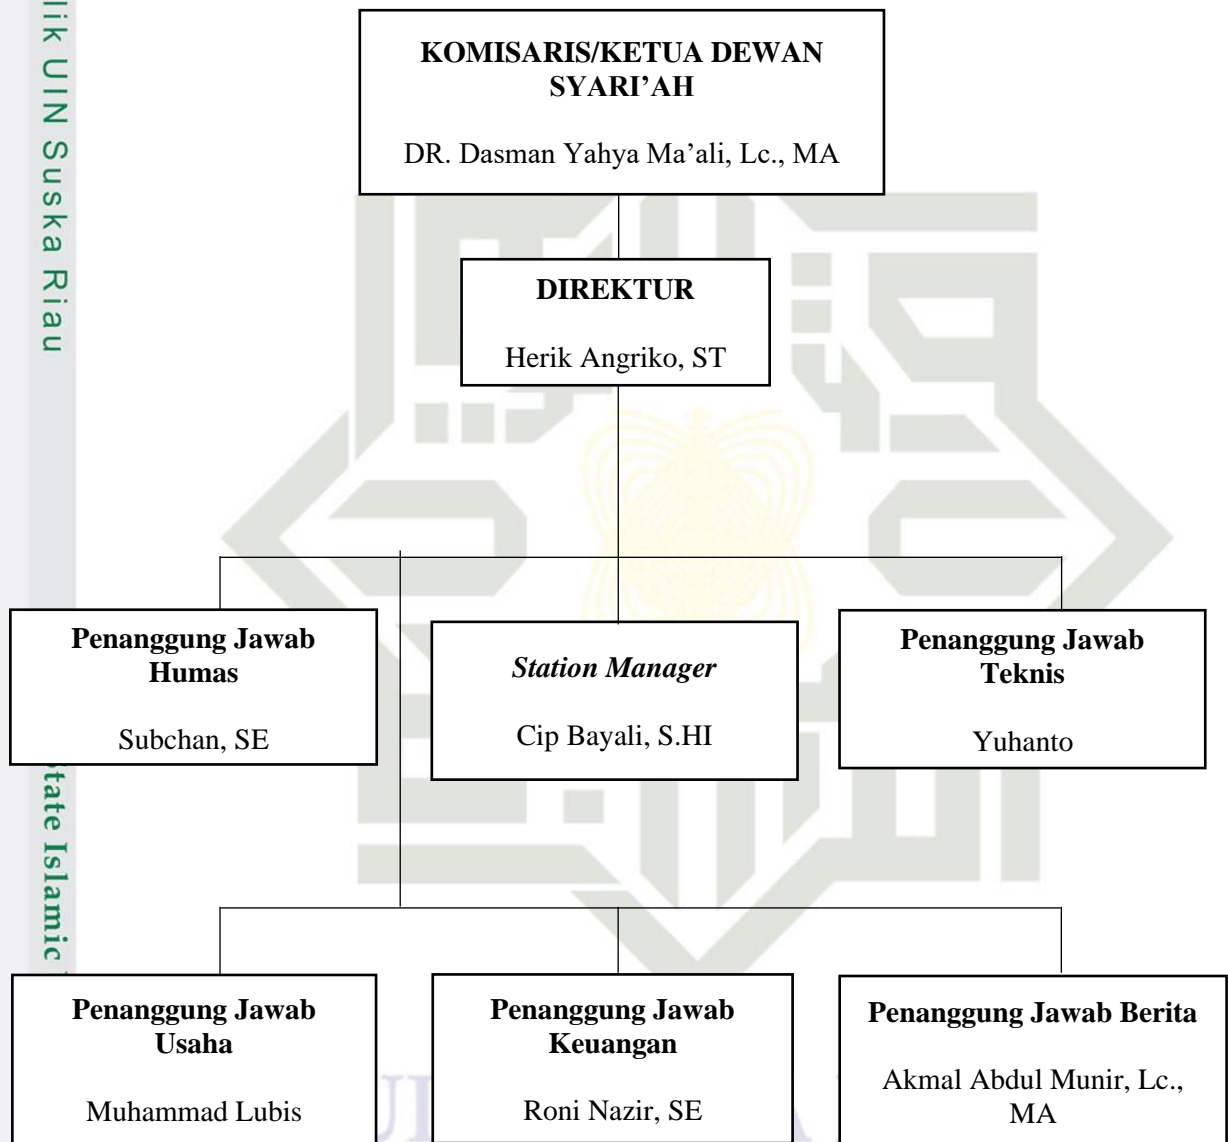 lik UIN Suska Riau
State Islamic
KOMISARIS/KETUA DEWAN
SYARI’AH
DR. Dasman Yahya Ma’ali, Lc., MA
DIREKTUR
Herik Angriko, ST
Penanggung Jawab
Humas
Subchan, SE
Station Manager
Cip Bayali, S.HI
Penanggung Jawab
Teknis
Yuhanto
Penanggung Jawab
Usaha
Muhammad Lubis
Penanggung Jawab
Keuangan
Roni Nazir, SE
Penanggung Jawab Berita
Akmal Abdul Munir, Lc.,
MA